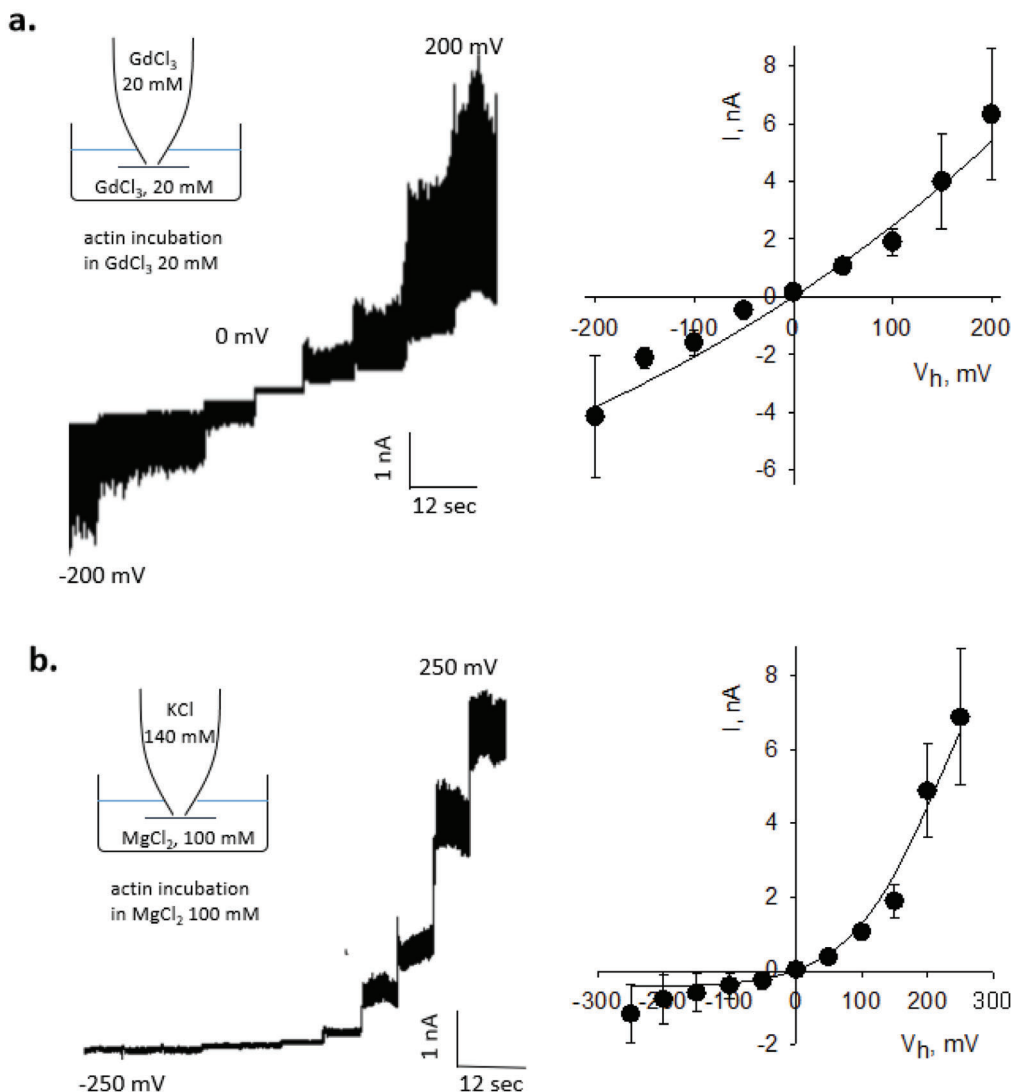 a.
GdCl₃
20 mM
GdCl₃, 20 mM
actin incubation
in GdCl₃ 20 mM
200 mV
0 mV
-200 mV
1 nA
12 sec
I, nA
8
6
4
2
0
-2
-4
-6
-200 -100 0 100 200
V_h, mV
b.
KCl
140 mM
MgCl₂, 100 mM
actin incubation
in MgCl₂ 100 mM
250 mV
-250 mV
1 nA
12 sec
I, nA
8
6
4
2
0
-2
-300 -200 -100 0 100 200 300
V_h, mV